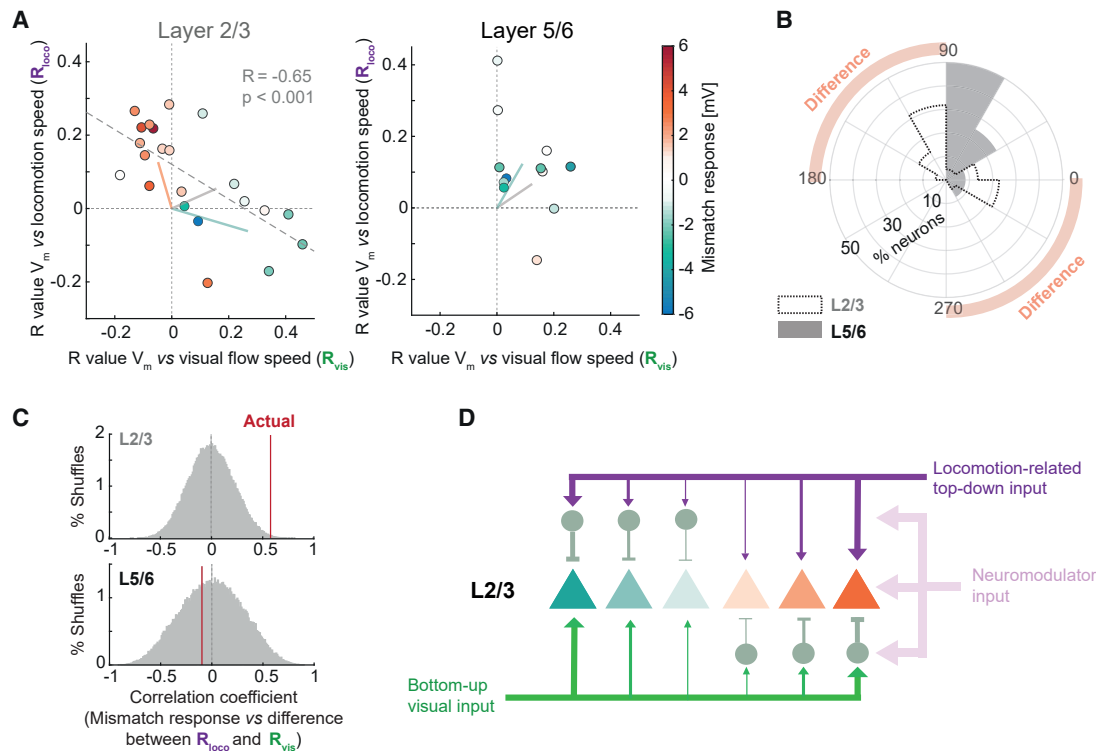 A
Layer 2/3
R = -0.65
p < 0.001
R value Vm vs locomotion speed (Rloco)
0.4
0.2
0
-0.2
-0.2
0
0.2
0.4
R value Vm vs visual flow speed (Rvis)
Layer 5/6
R value Vm vs locomotion speed (Rloco)
0.4
0.2
0
-0.2
-0.2
0
0.2
0.4
R value Vm vs visual flow speed (Rvis)
6
4
2
0
-2
-4
-6
Mismatch response [mV]
B
90
0
180
270
10
30
50
% neurons
Difference
Difference
L2/3
L5/6
C
Actual
L2/3
% Shuffles
2
1
0
-1
-0.5
0
0.5
1
L5/6
% Shuffles
2
1
0
-1
-0.5
0
0.5
1
Correlation coefficient
(Mismatch response vs difference
between Rloco and Rvis)
D
Locomotion-related
top-down input
L2/3
Neuromodulator
input
Bottom-up
visual input